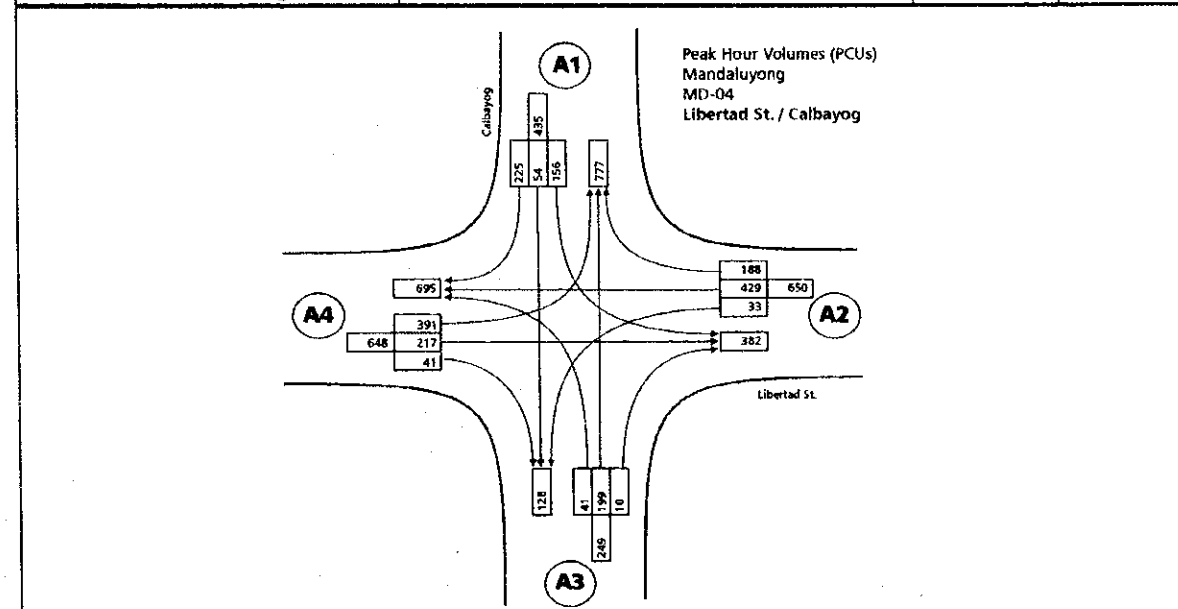 A1
Peak Hour Volumes (PCUs)
Mandaluyong
MD-04
Libertad St. / Calbayog
Calbayog
435
225
54
156
777
188
695
429
650
33
A4
A2
391
648
217
382
41
Libertad St.
128
41
199
10
249
A3